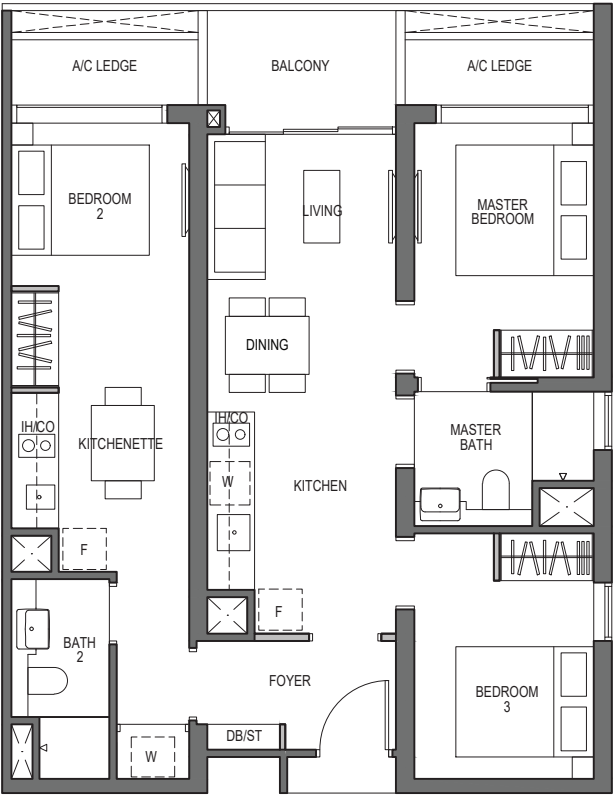 A/C LEDGE
BALCONY
A/C LEDGE
BEDROOM
2
LIVING
MASTER
BEDROOM
DINING
IH/CO
KITCHENETTE
IH/CO
MASTER
BATH
W
KITCHEN
F
F
BATH
2
FOYER
BEDROOM
3
DB/ST
W